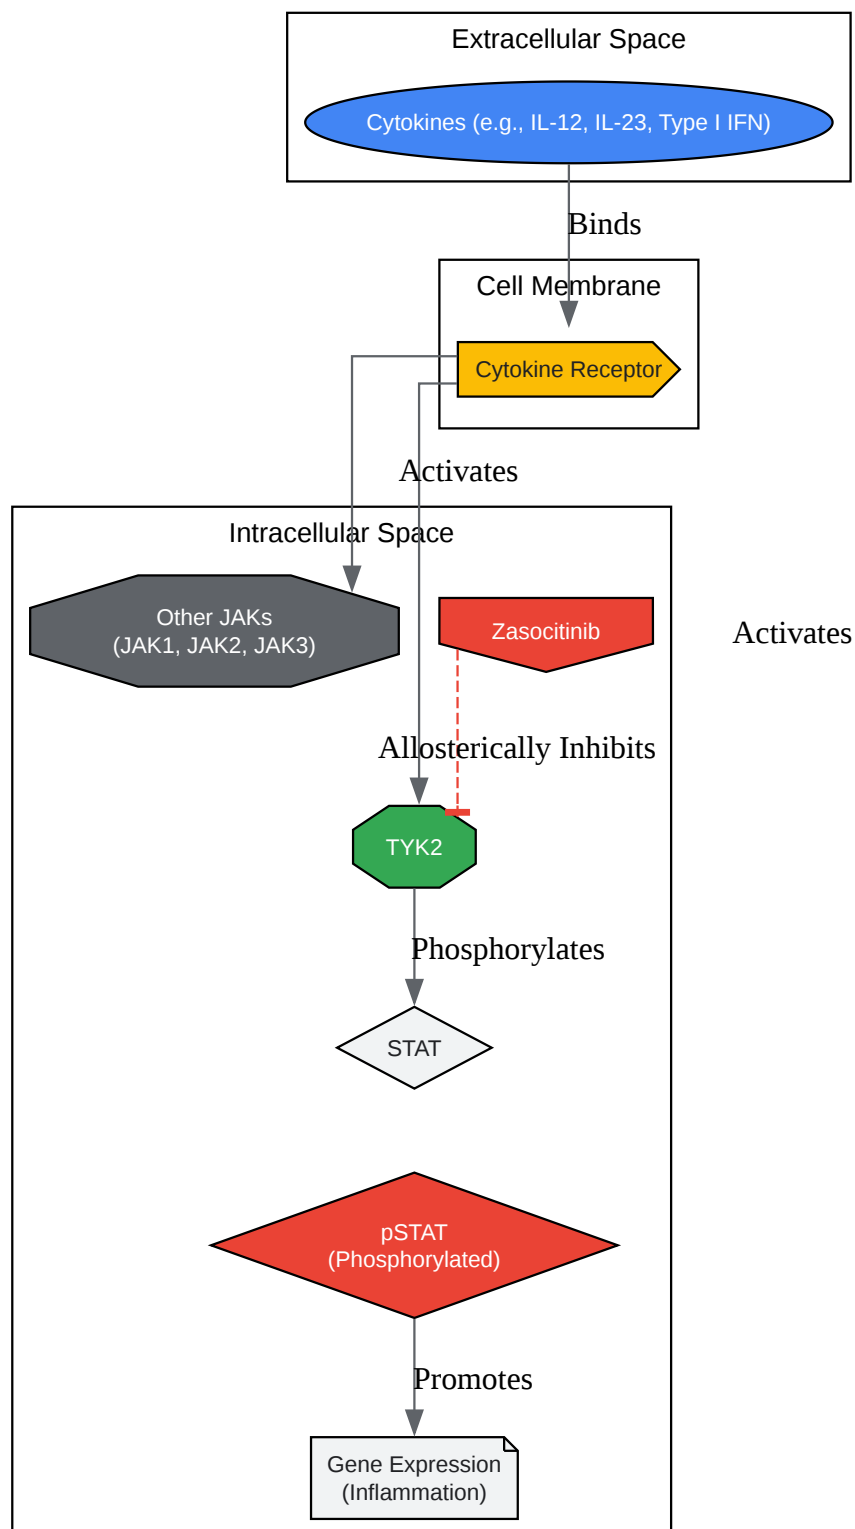 Extracellular Space
Cytokines (e.g., IL-12, IL-23, Type I IFN)
Binds
Cell Membrane
Cytokine Receptor
Activates
Intracellular Space
Other JAKs
(JAK1, JAK2, JAK3)
Zasocitinib
Activates
Allosterically Inhibits
TYK2
Phosphorylates
STAT
pSTAT
(Phosphorylated)
Promotes
Gene Expression
(Inflammation)